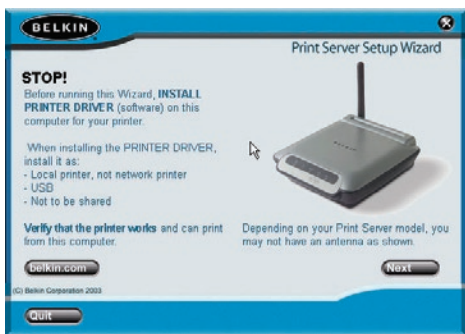 BELKIN
Print Server Setup Wizard
STOP!
Before running this Wizard, INSTALL
PRINTER DRIVER (software) on this
computer for your printer.
When installing the PRINTER DRIVER,
install it as:
- Local printer, not network printer
- USB
- Not to be shared
Verify that the printer works and can print
from this computer.
Depending on your Print Server model, you
may not have an antenna as shown.
belkin.com
Next
(C) Belkin Corporation 2003
Quit